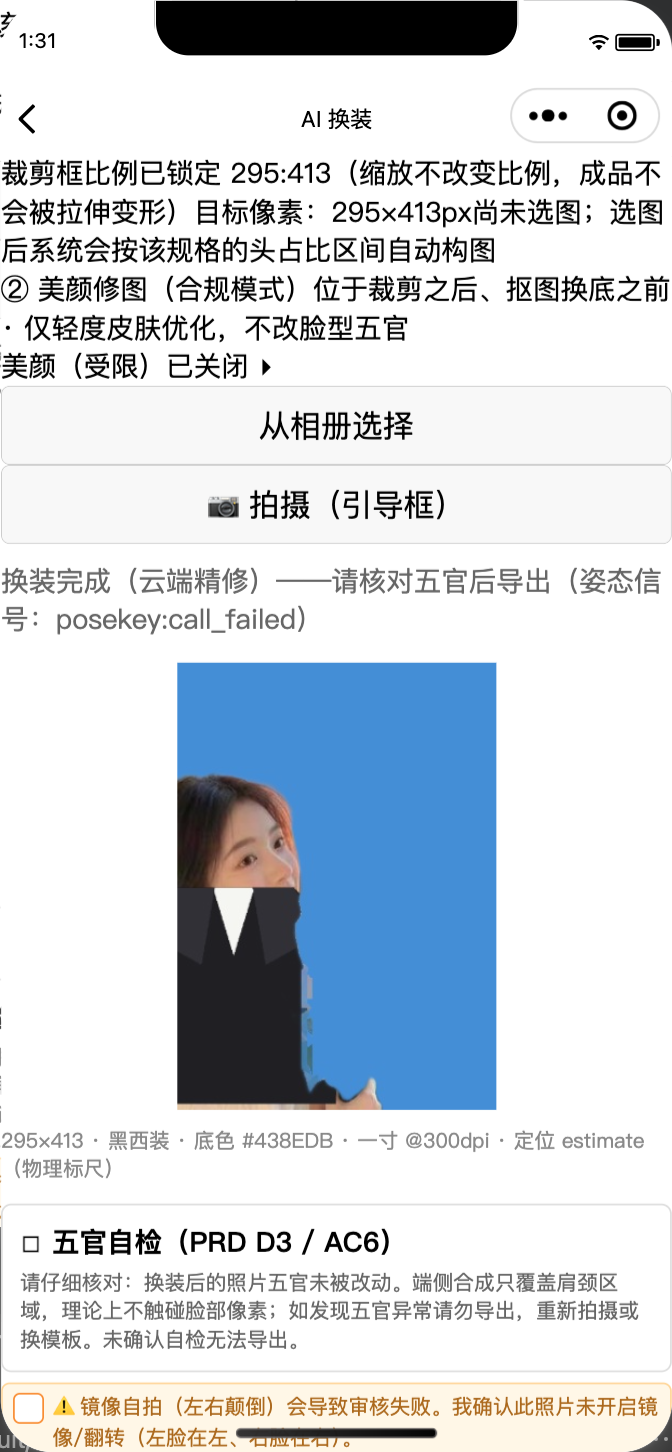 1:31
AI 换装
裁剪框比例已锁定 295:413（缩放不改变比例，成品不
会被拉伸变形）目标像素：295×413px尚未选图；选图
后系统会按该规格的头占比区间自动构图
② 美颜修图（合规模式）位于裁剪之后、抠图换底之前
· 仅轻度皮肤优化，不改脸型五官
美颜（受限）已关闭
从相册选择
拍摄（引导框）
换装完成（云端精修）——请核对五官后导出（姿态信
号：posekey:call_failed）
295×413 · 黑西装 · 底色 #438EDB · 一寸 @300dpi · 定位 estimate
（物理标尺）
五官自检（PRD D3 / AC6）
请仔细核对：换装后的照片五官未被改动。端侧合成只覆盖肩颈区
域，理论上不触碰脸部像素；如发现五官异常请勿导出，重新拍摄或
换模板。未确认自检无法导出。
⚠️ 镜像自拍（左右颠倒）会导致审核失败。我确认此照片未开启镜
像/翻转（左脸在左、右脸在右）。